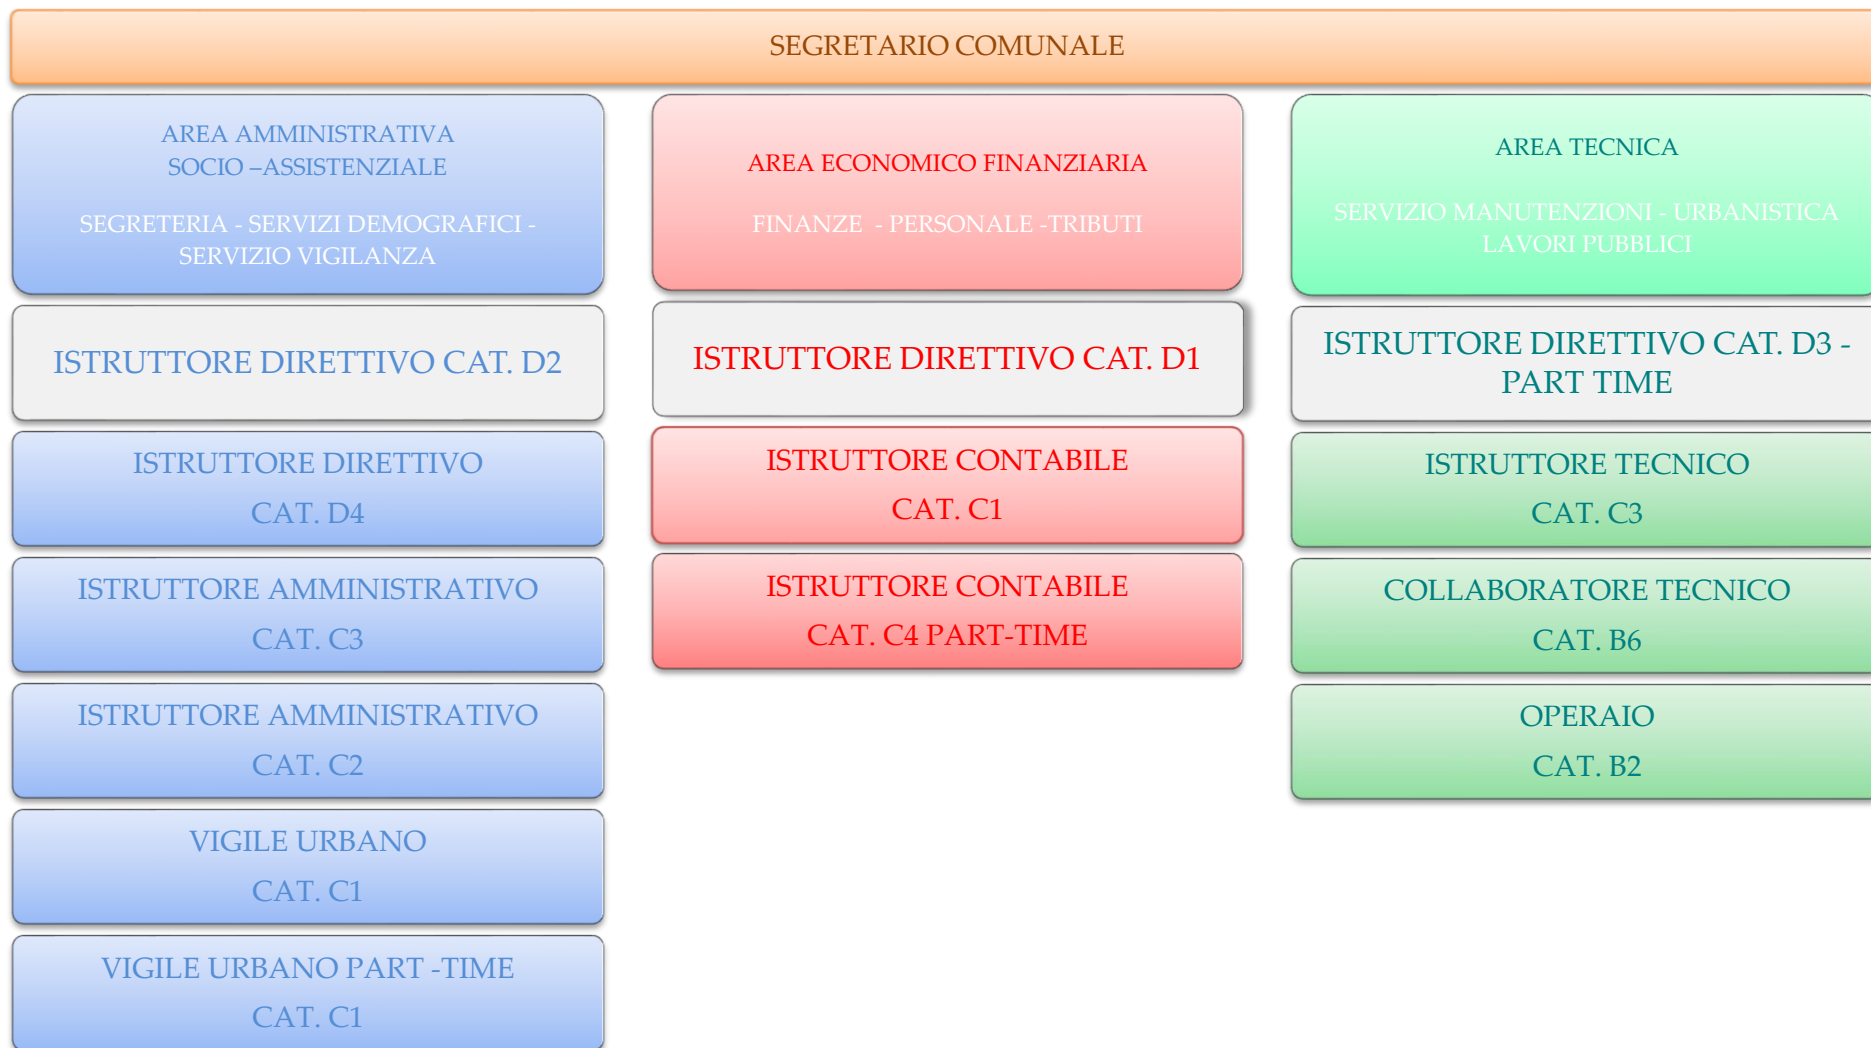 SEGRETARIO COMUNALE
AREA AMMINISTRATIVA
SOCIO –ASSISTENZIALE
SEGRETERIA - SERVIZI DEMOGRAFICI -
SERVIZIO VIGILANZA
ISTRUTTORE DIRETTIVO CAT. D2
ISTRUTTORE DIRETTIVO
CAT. D4
ISTRUTTORE AMMINISTRATIVO
CAT. C3
ISTRUTTORE AMMINISTRATIVO
CAT. C2
VIGILE URBANO
CAT. C1
VIGILE URBANO PART -TIME
CAT. C1
AREA ECONOMICO FINANZIARIA
FINANZE - PERSONALE -TRIBUTI
ISTRUTTORE DIRETTIVO CAT. D1
ISTRUTTORE CONTABILE
CAT. C1
ISTRUTTORE CONTABILE
CAT. C4 PART-TIME
AREA TECNICA
SERVIZIO MANUTENZIONI - URBANISTICA
LAVORI PUBBLICI
ISTRUTTORE DIRETTIVO CAT. D3 -
PART TIME
ISTRUTTORE TECNICO
CAT. C3
COLLABORATORE TECNICO
CAT. B6
OPERAIO
CAT. B2